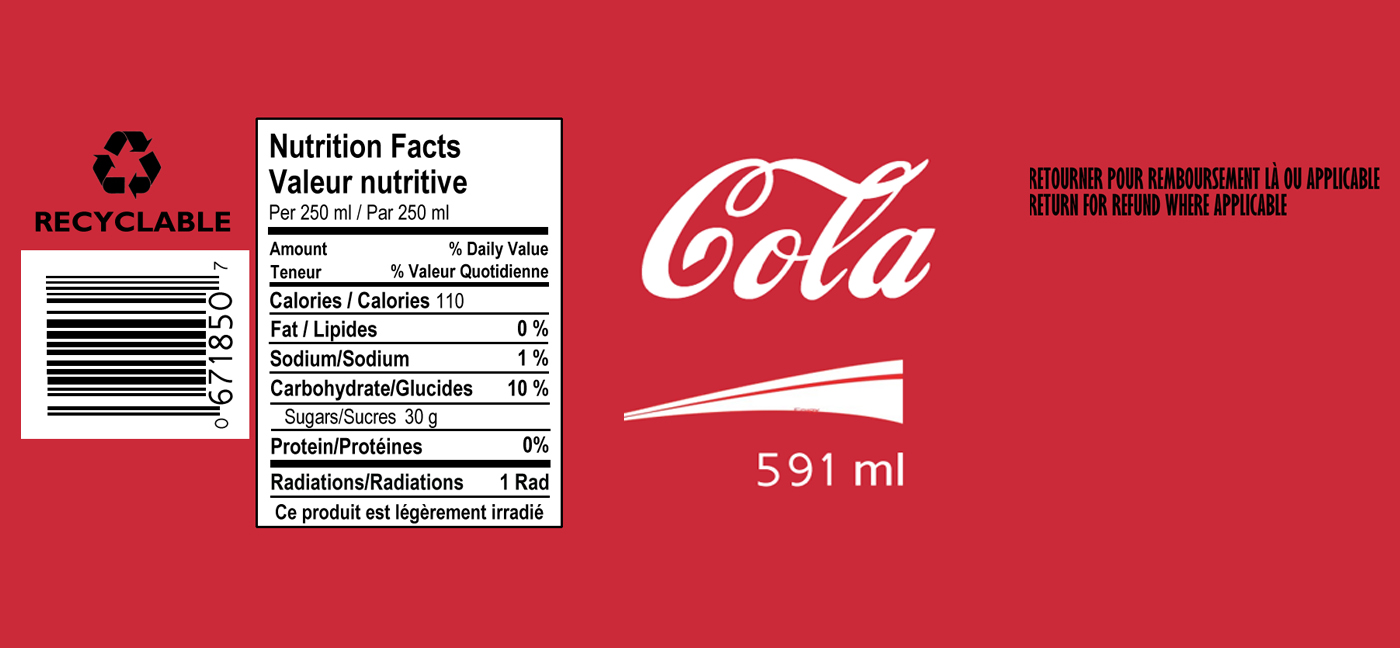 RECYCLABLE
0 671850 7
Nutrition Facts
Valeur nutritive
Per 250 ml / Par 250 ml
Amount % Daily Value
Teneur % Valeur Quotidienne
Calories / Calories 110
Fat / Lipides 0 %
Sodium/Sodium 1 %
Carbohydrate/Glucides 10 %
Sugars/Sucres 30 g
Protein/Protéines 0%
Radiations/Radiations 1 Rad
Ce produit est légèrement irradié
Cola
591 ml
RETOURNER POUR REMBOURSEMENT LÀ OU APPLICABLE
RETURN FOR REFUND WHERE APPLICABLE